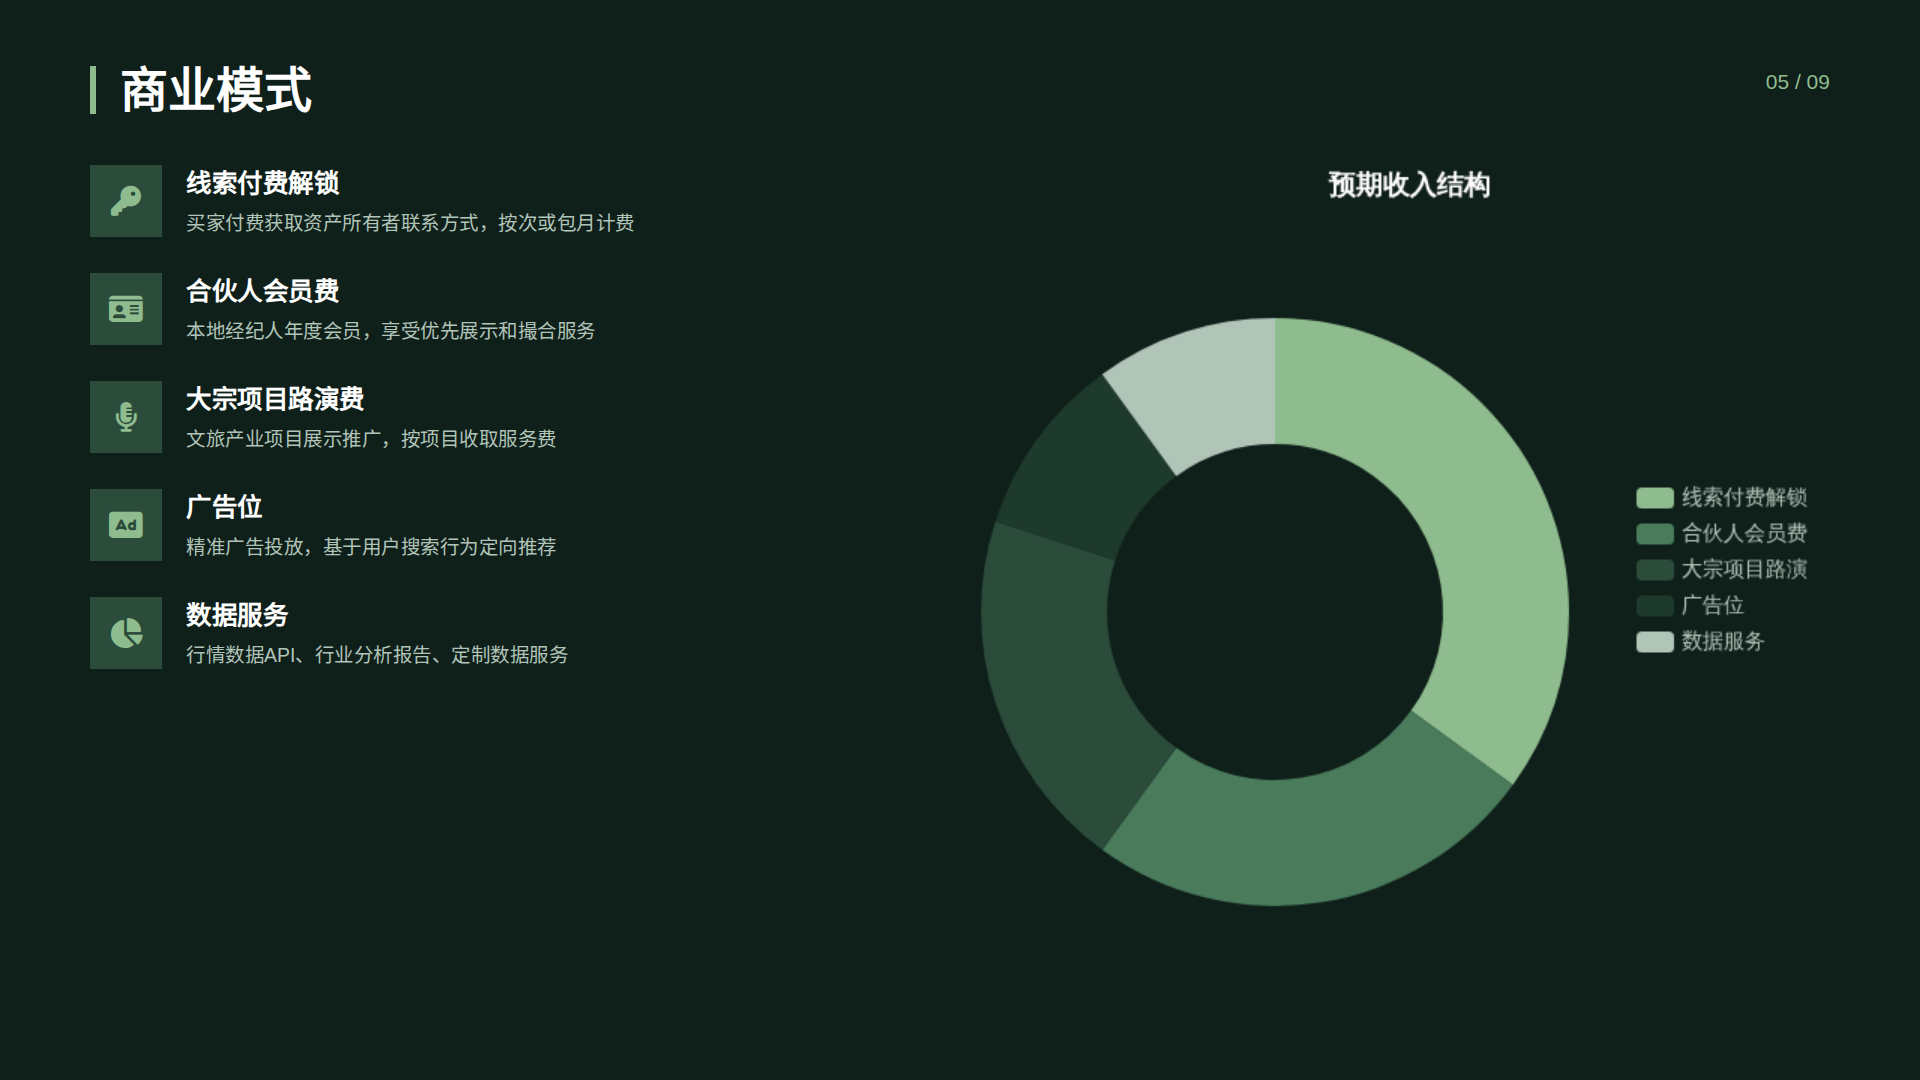 商业模式
05 / 09
线索付费解锁
买家付费获取资产所有者联系方式，按次或包月计费
合伙人会员费
本地经纪人年度会员，享受优先展示和撮合服务
大宗项目路演费
文旅产业项目展示推广，按项目收取服务费
Ad
广告位
精准广告投放，基于用户搜索行为定向推荐
数据服务
行情数据API、行业分析报告、定制数据服务
预期收入结构
线索付费解锁
合伙人会员费
大宗项目路演
广告位
数据服务